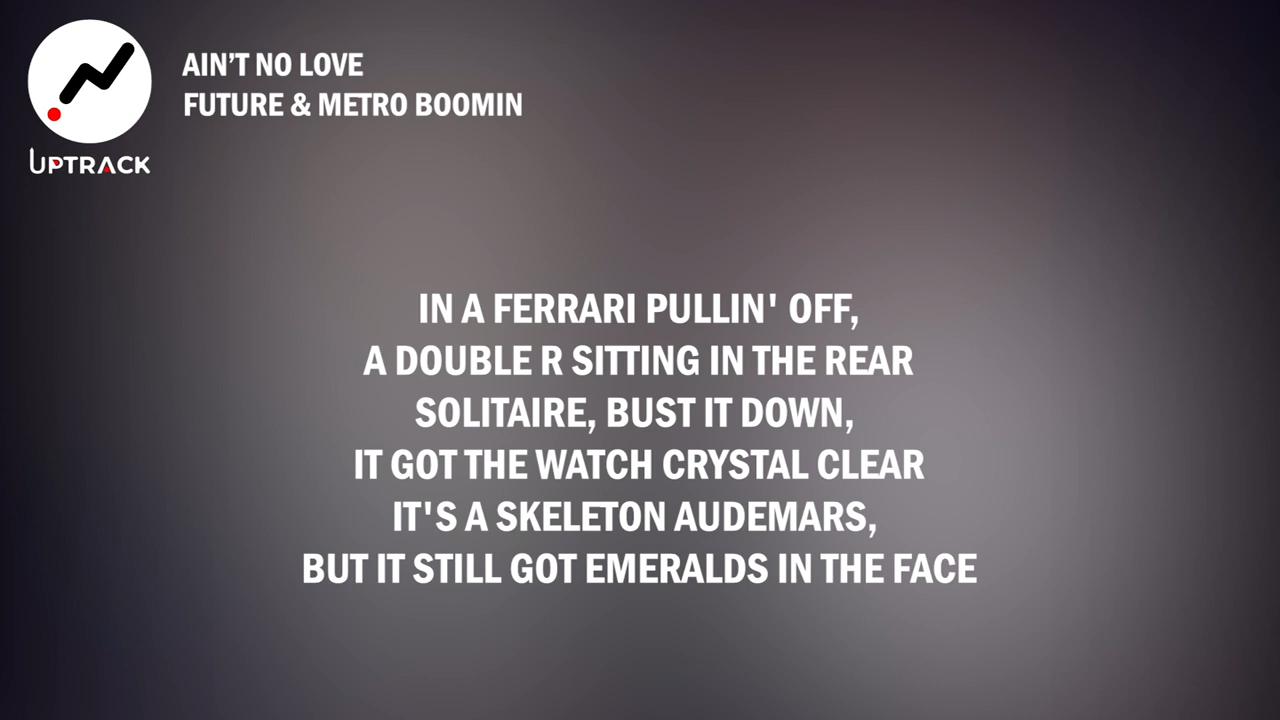 AIN'T NO LOVE
FUTURE & METRO BOOMIN
UPTRACK
IN A FERRARI PULLIN' OFF,
A DOUBLE R SITTING IN THE REAR
SOLITAIRE, BUST IT DOWN,
IT GOT THE WATCH CRYSTAL CLEAR
IT'S A SKELETON AUDEMARS,
BUT IT STILL GOT EMERALDS IN THE FACE